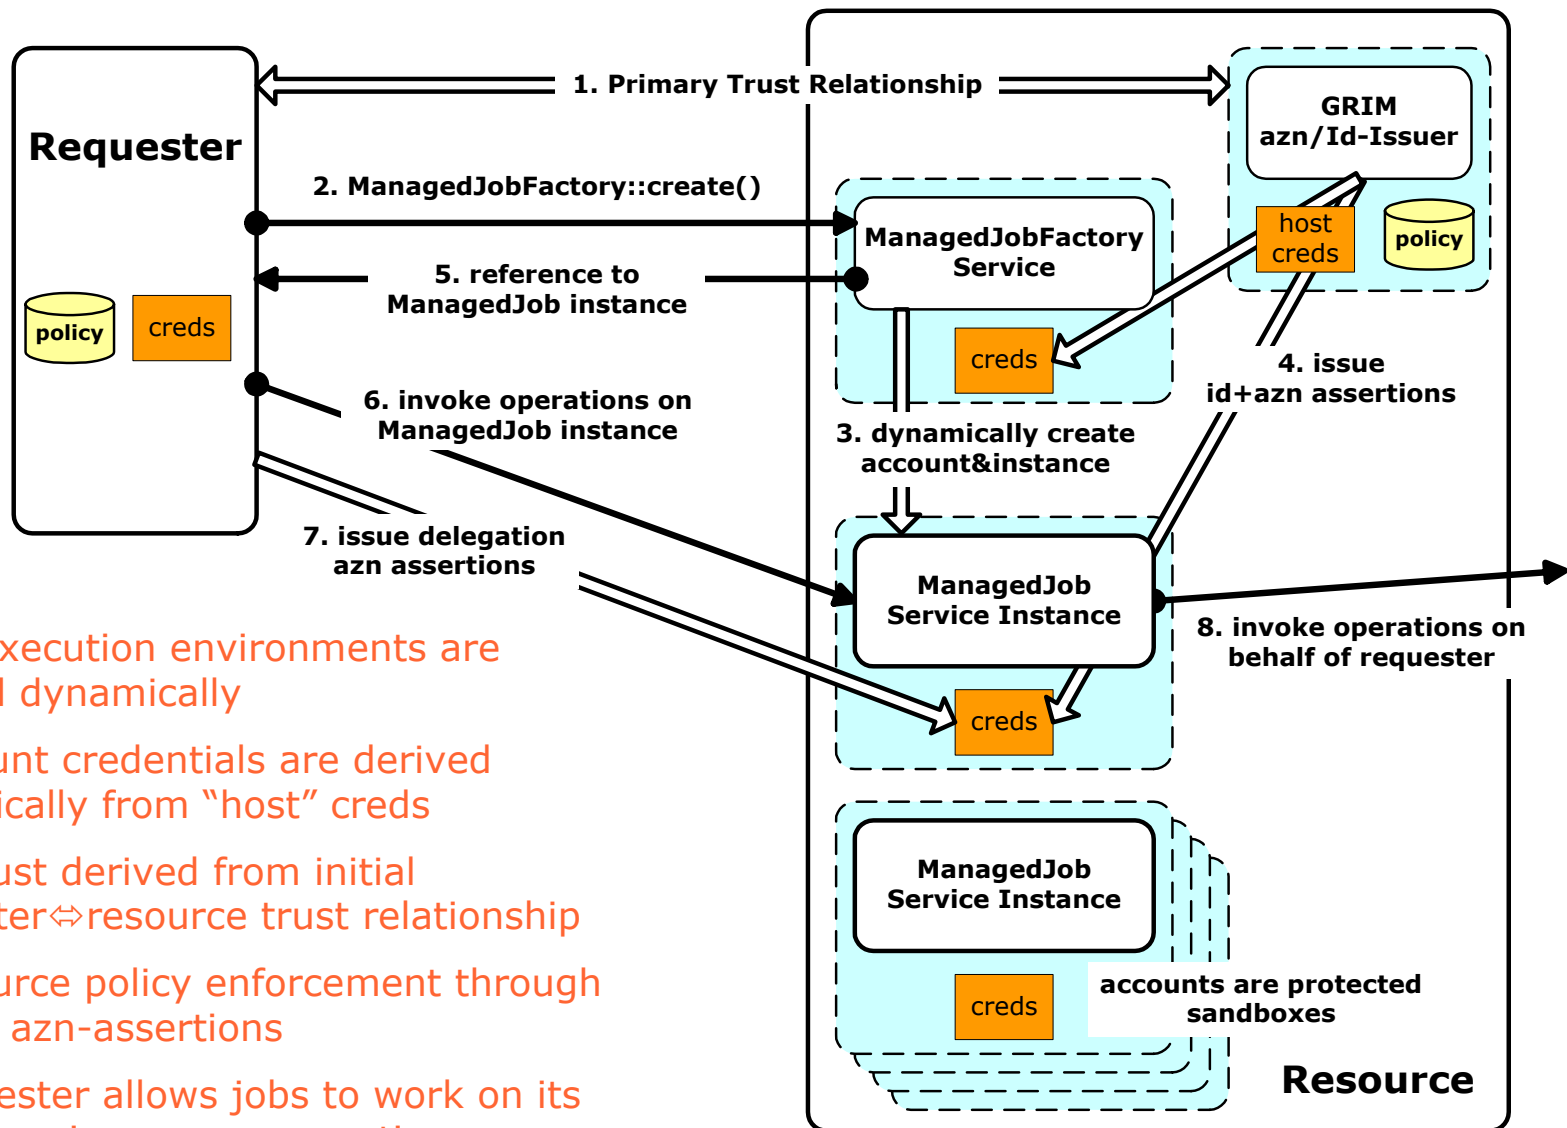 1. Primary Trust Relationship
Requester
GRIM
azn/Id-Issuer
host
creds
policy
2. ManagedJobFactory::create()
ManagedJobFactory
Service
creds
5. reference to
ManagedJob instance
policy
creds
4. issue
id+azn assertions
6. invoke operations on
ManagedJob instance
3. dynamically create
account&instance
7. issue delegation
azn assertions
ManagedJob
Service Instance
creds
8. invoke operations on
behalf of requester
ManagedJob
Service Instance
creds
accounts are protected
sandboxes
Resource
xecution environments are
dynamically
unt credentials are derived
ically from “host” creds
ust derived from initial
ter⇔resource trust relationship
urce policy enforcement through
azn-assertions
ester allows jobs to work on its